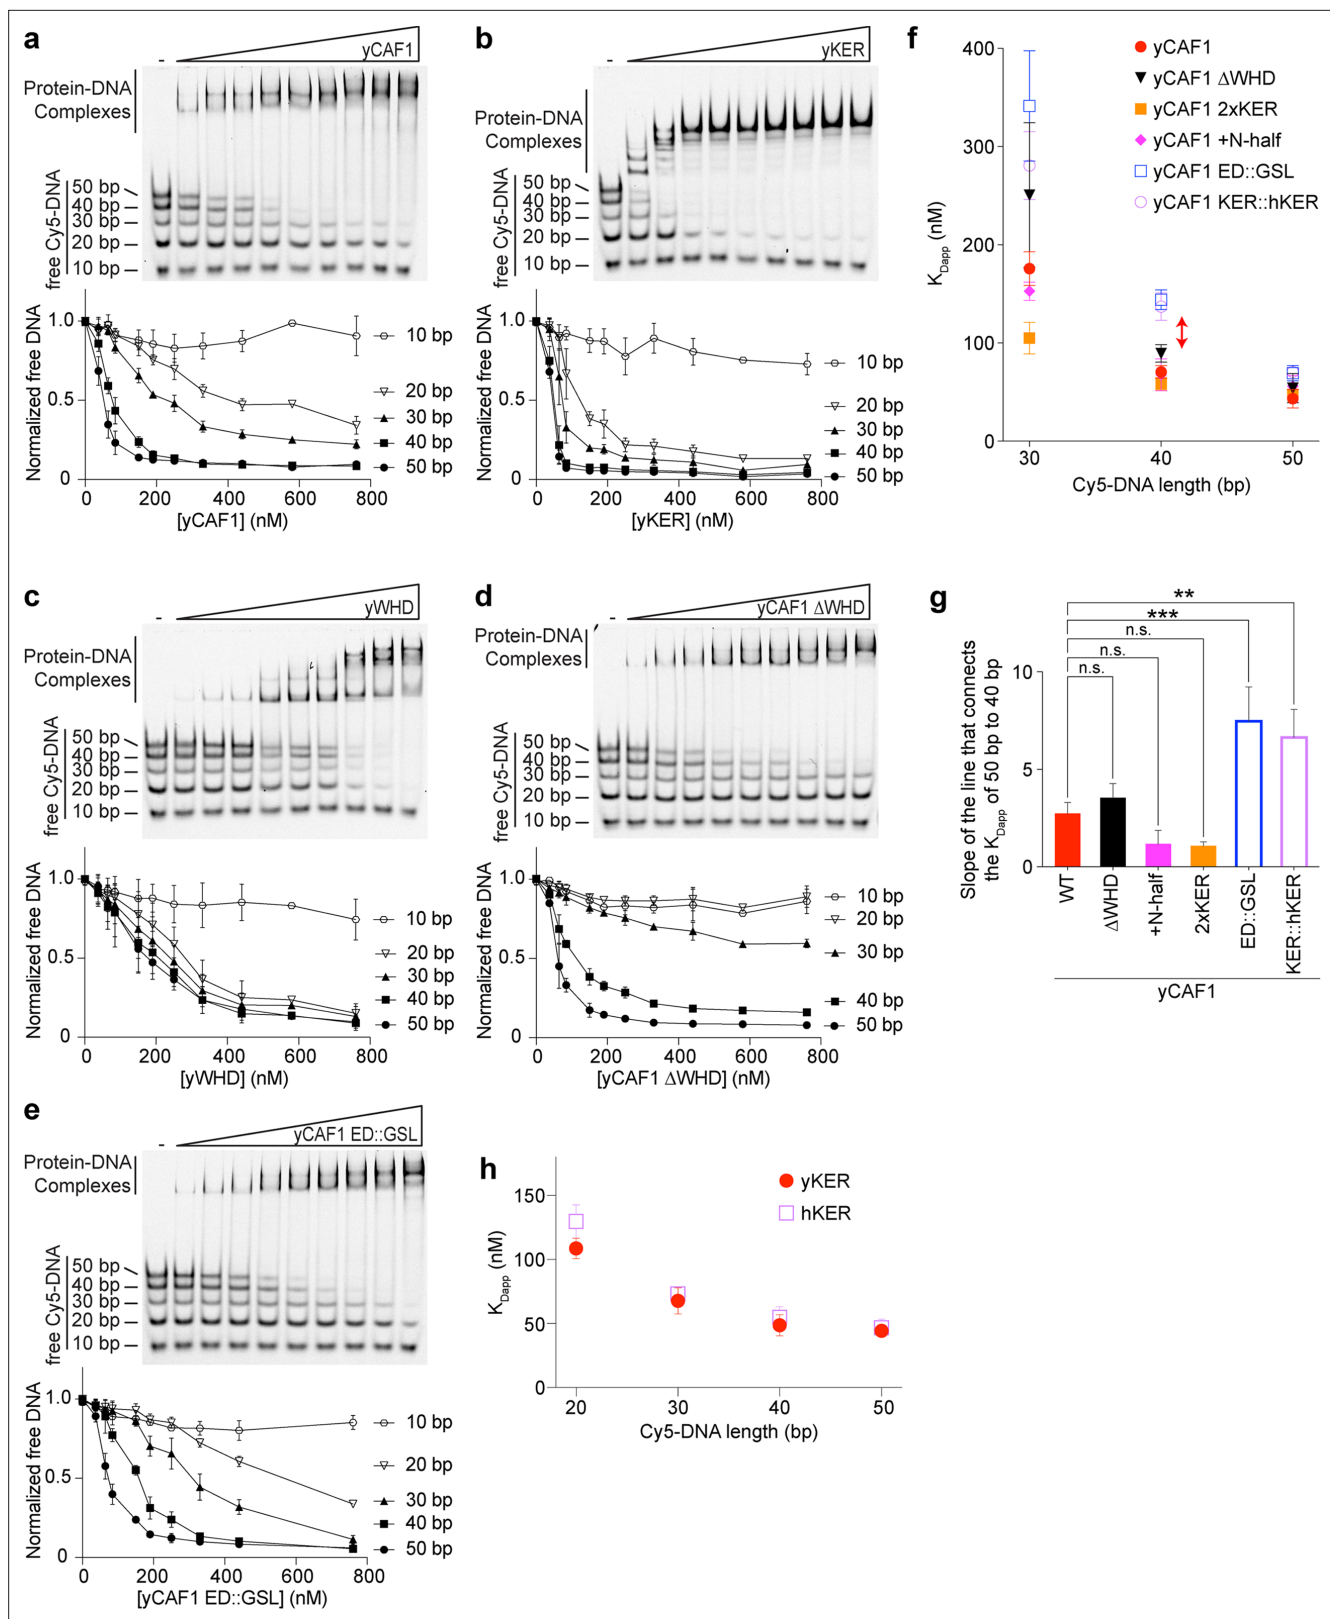 a
yCAF1
-
Protein-DNA
Complexes
free Cy5-DNA
50 bp
40 bp
30 bp
20 bp
10 bp
Normalized free DNA
1.0
0.5
0
10 bp
20 bp
30 bp
40 bp
50 bp
0 200 400 600 800
[yCAF1] (nM)
b
yKER
-
Protein-DNA
Complexes
free Cy5-DNA
50 bp
40 bp
30 bp
20 bp
10 bp
Normalized free DNA
1.0
0.5
0
10 bp
20 bp
30 bp
40 bp
50 bp
0 200 400 600 800
[yKER] (nM)
f
yCAF1
yCAF1 ΔWHD
yCAF1 2xKER
yCAF1 +N-half
yCAF1 ED::GSL
yCAF1 KER::hKER
K_Dapp (nM)
400
300
200
100
0
30 40 50
Cy5-DNA length (bp)
c
yWHD
-
Protein-DNA
Complexes
free Cy5-DNA
50 bp
40 bp
30 bp
20 bp
10 bp
Normalized free DNA
1.0
0.5
0
10 bp
20 bp
30 bp
40 bp
50 bp
0 200 400 600 800
[yWHD] (nM)
d
yCAF1 ΔWHD
-
Protein-DNA
Complexes
free Cy5-DNA
50 bp
40 bp
30 bp
20 bp
10 bp
Normalized free DNA
1.0
0.5
0
10 bp
20 bp
30 bp
40 bp
50 bp
0 200 400 600 800
[yCAF1 ΔWHD] (nM)
g
**
***
n.s.
n.s.
n.s.
Slope of the line that connects
the K_Dapp of 50 bp to 40 bp
10
5
0
WT
ΔWHD
+N-half
2xKER
ED::GSL
KER::hKER
yCAF1
e
yCAF1 ED::GSL
-
Protein-DNA
Complexes
free Cy5-DNA
50 bp
40 bp
30 bp
20 bp
10 bp
Normalized free DNA
1.0
0.5
0
10 bp
20 bp
30 bp
40 bp
50 bp
0 200 400 600 800
[yCAF1 ED::GSL] (nM)
h
yKER
hKER
K_Dapp (nM)
150
100
50
0
20 30 40 50
Cy5-DNA length (bp)